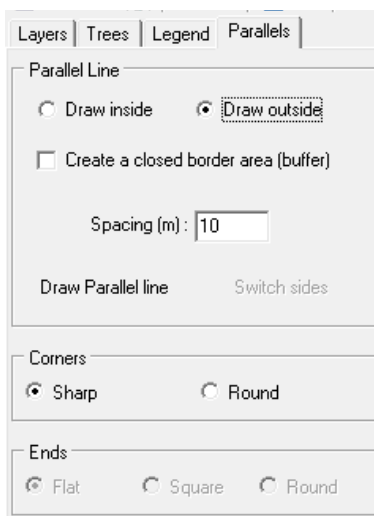 Layers Trees Legend Parallels
Parallel Line
Draw inside Draw outside
Create a closed border area (buffer)
Spacing (m) : 10
Draw Parallel line Switch sides
Corners
Sharp Round
Ends
Flat Square Round